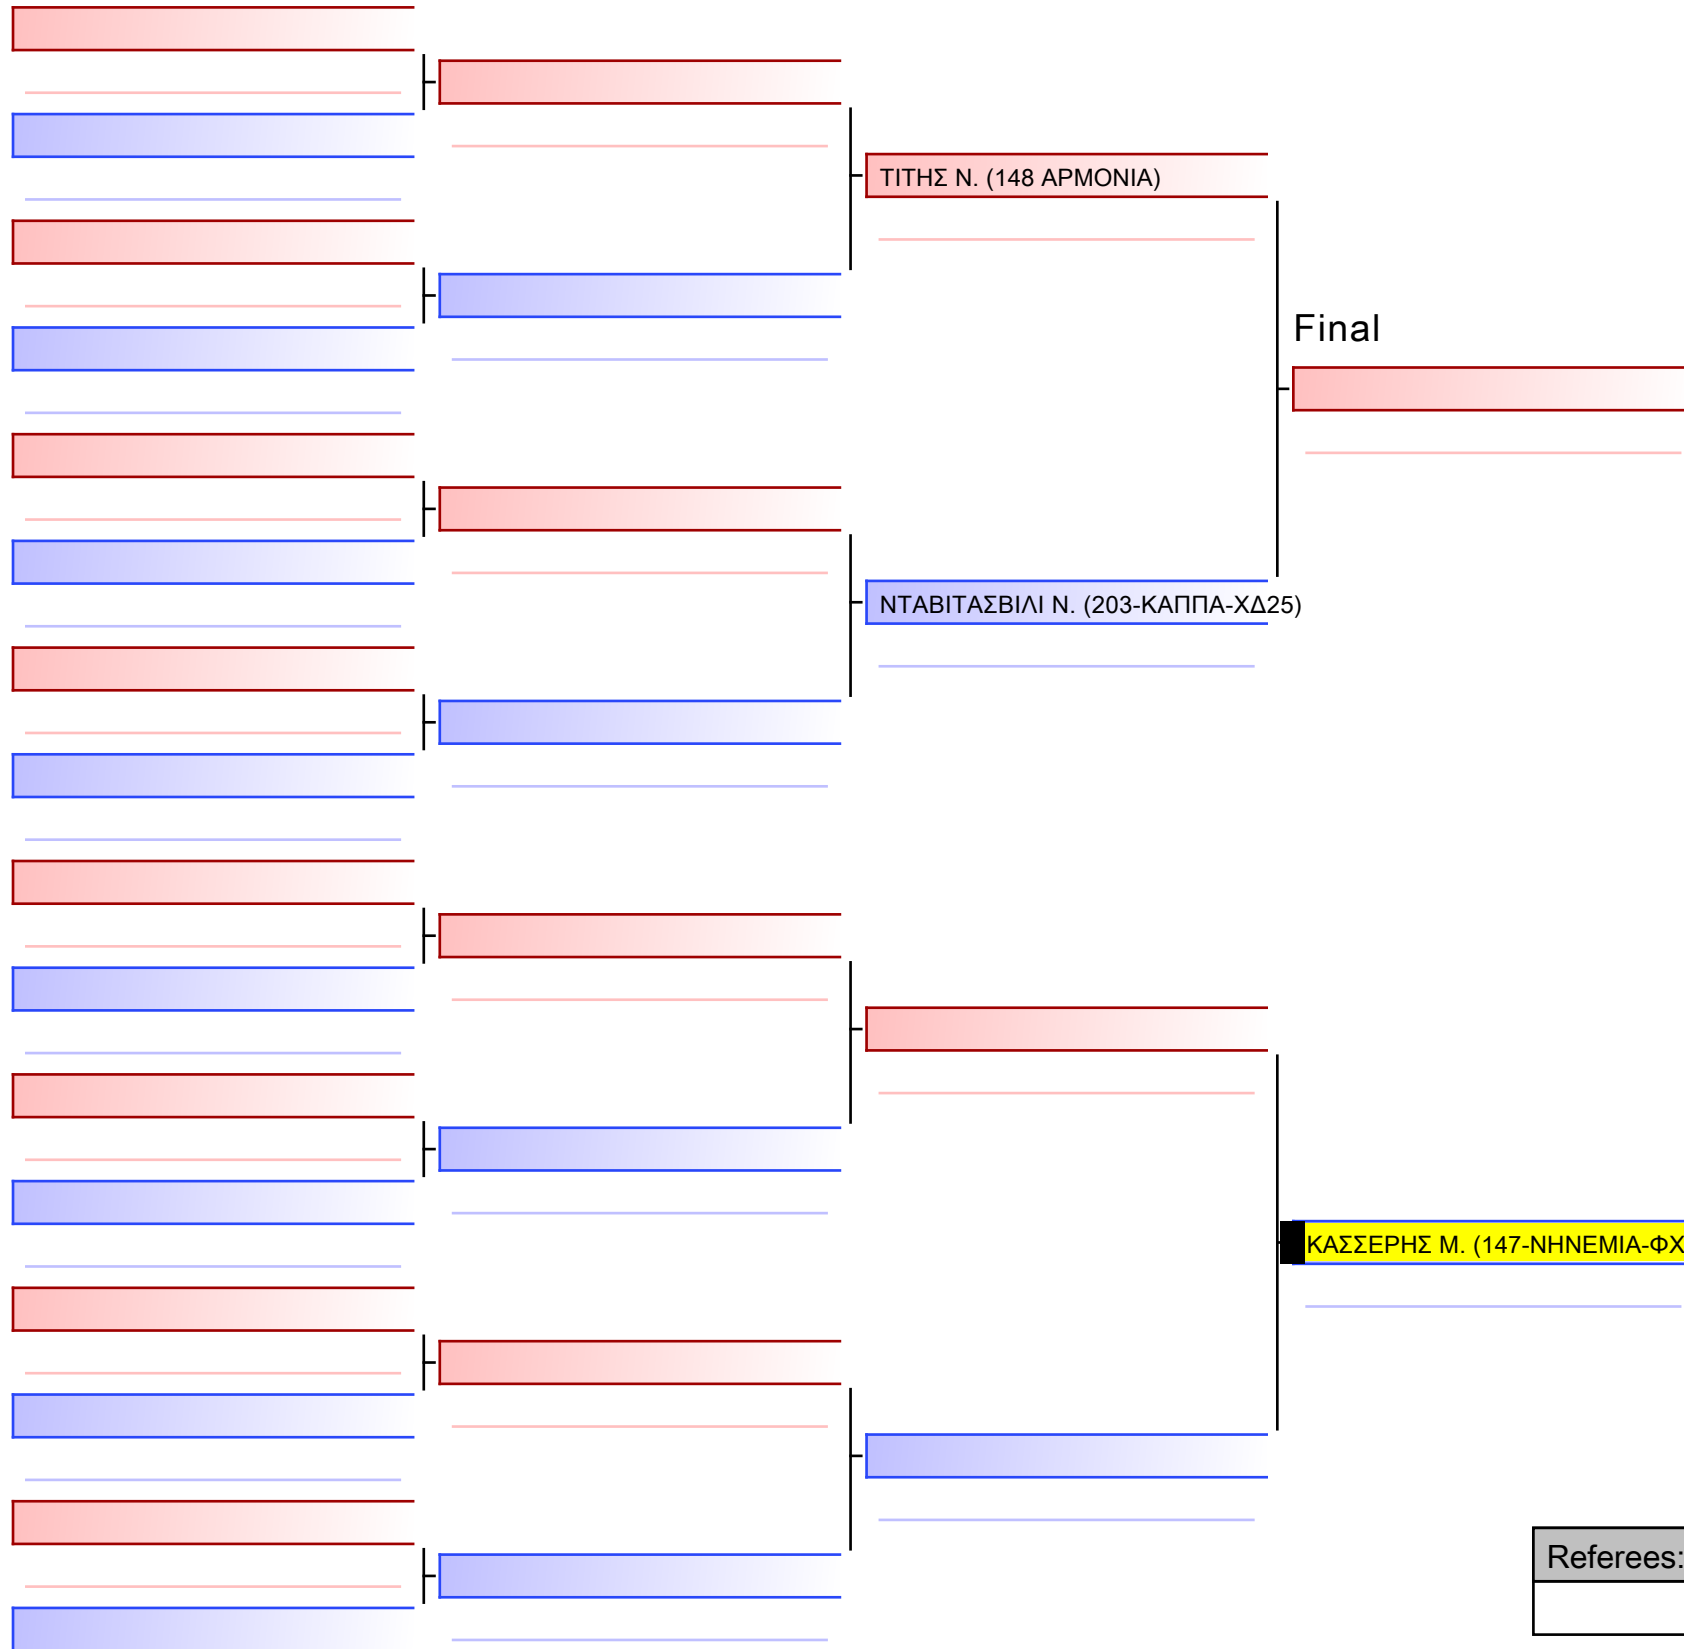 ΤΙΤΗΣ Ν. (148 ΑΡΜΟΝΙΑ)
Final
ΝΤΑΒΙΤΑΣΒΙΛΙ Ν. (203-ΚΑΠΠΑ-ΧΔ25)
ΚΑΣΣΕΡΗΣ Μ. (147-ΝΗΝΕΜΙΑ-ΦΧ
Referees: